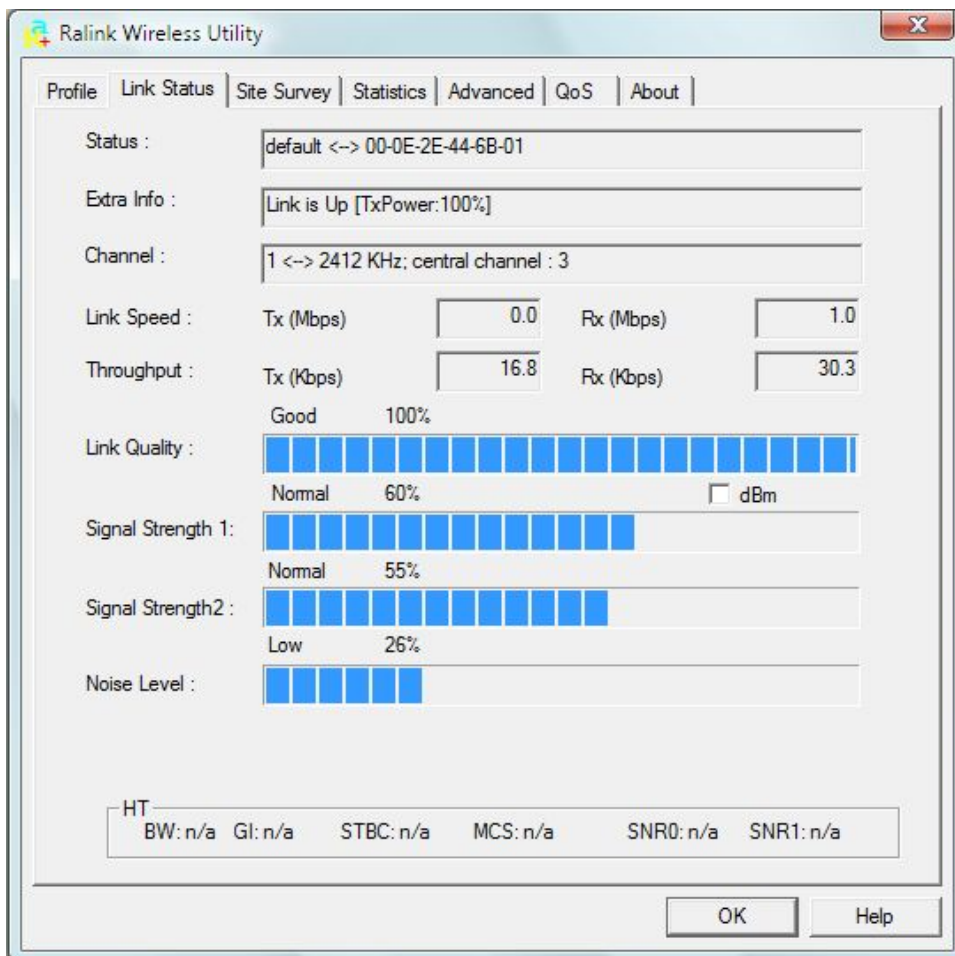 Ralink Wireless Utility
Profile Link Status Site Survey Statistics Advanced QoS About
Status : default <--> 00-0E-2E-44-6B-01
Extra Info : Link is Up [TxPower:100%]
Channel : 1 <--> 2412 KHz; central channel : 3
Link Speed : Tx (Mbps) 0.0 Rx (Mbps) 1.0
Throughput : Tx (Kbps) 16.8 Rx (Kbps) 30.3
Good 100%
Link Quality :
Normal 60% dBm
Signal Strength 1:
Normal 55%
Signal Strength2 :
Low 26%
Noise Level :
HT
BW: n/a GI: n/a STBC: n/a MCS: n/a SNR0: n/a SNR1: n/a
OK Help